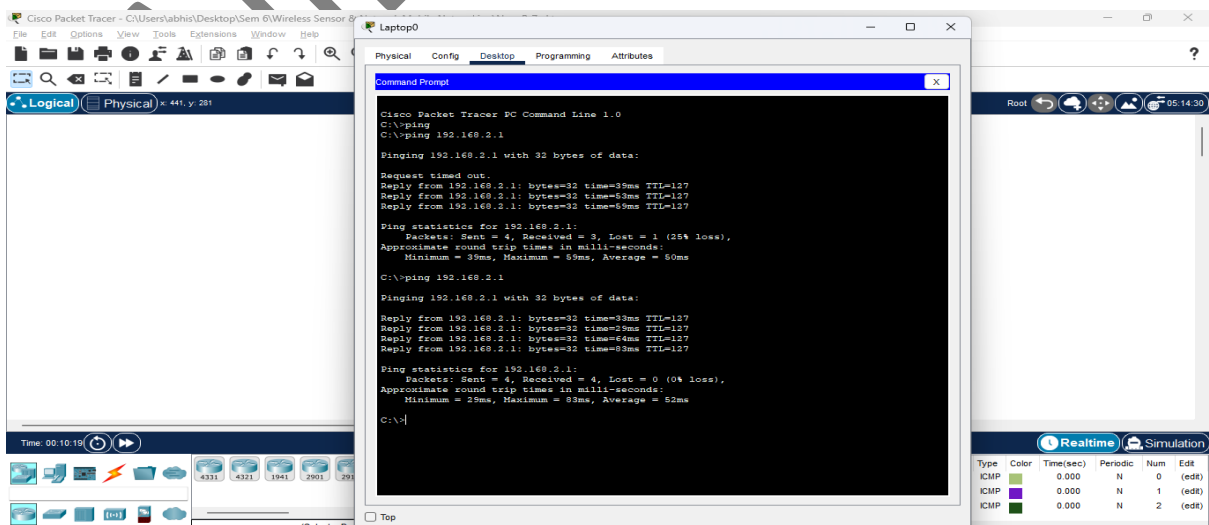 Cisco Packet Tracer - C:\Users\abhis\Desktop\Sem 6\Wireless Sensor &
File Edit Options View Tools Extensions Window Help
Logical Physical x: 441, y: 281
Root 05:14:30
Laptop0
Physical Config Desktop Programming Attributes
Command Prompt X
Cisco Packet Tracer PC Command Line 1.0
C:\>ping
C:\>ping 192.168.2.1
Pinging 192.168.2.1 with 32 bytes of data:
Request timed out.
Reply from 192.168.2.1: bytes=32 time=39ms TTL=127
Reply from 192.168.2.1: bytes=32 time=53ms TTL=127
Reply from 192.168.2.1: bytes=32 time=59ms TTL=127
Ping statistics for 192.168.2.1:
Packets: Sent = 4, Received = 3, Lost = 1 (25% loss),
Approximate round trip times in milli-seconds:
Minimum = 39ms, Maximum = 59ms, Average = 50ms
C:\>ping 192.168.2.1
Pinging 192.168.2.1 with 32 bytes of data:
Reply from 192.168.2.1: bytes=32 time=33ms TTL=127
Reply from 192.168.2.1: bytes=32 time=29ms TTL=127
Reply from 192.168.2.1: bytes=32 time=64ms TTL=127
Reply from 192.168.2.1: bytes=32 time=83ms TTL=127
Ping statistics for 192.168.2.1:
Packets: Sent = 4, Received = 4, Lost = 0 (0% loss),
Approximate round trip times in milli-seconds:
Minimum = 29ms, Maximum = 83ms, Average = 52ms
C:\>
Top
Time: 00:10:19
Realtime Simulation
4331 4321 1941 2901 291
Type Color Time(sec) Periodic Num Edit
ICMP 0.000 N 0 (edit)
ICMP 0.000 N 1 (edit)
ICMP 0.000 N 2 (edit)